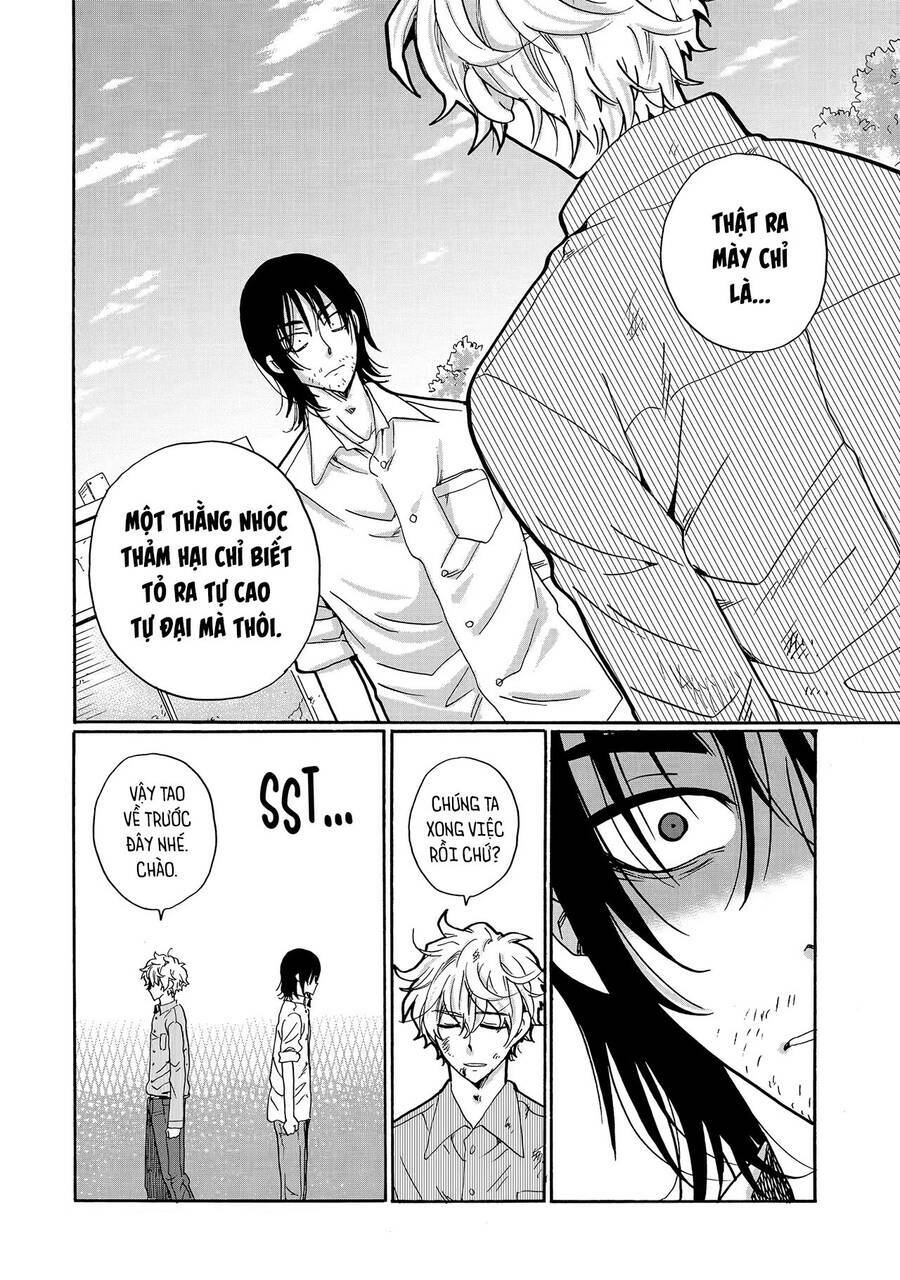 THẬT RA
MÀY CHỈ
LÀ...
MỘT THẰNG NHÓC
THẢM HẠI CHỈ BIẾT
TỎ RA TỰ CAO
TỰ ĐẠI MÀ THÔI.
CHÚNG TA
XONG VIỆC
RỒI CHỨ?
SST...
VẬY TAO
VỀ TRƯỚC
ĐÂY NHÉ.
CHÀO.